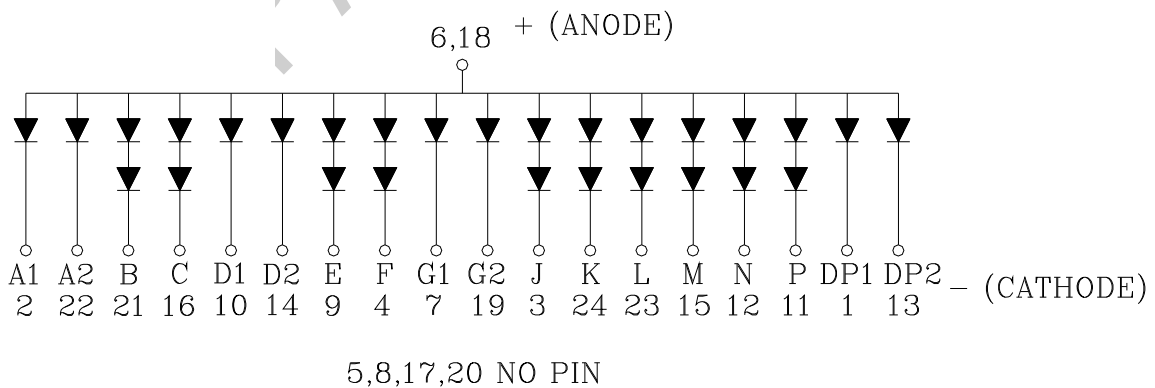 6,18 + (ANODE)
A1 A2 B C D1 D2 E F G1 G2 J K L M N P DP1 DP2
2 22 21 16 10 14 9 4 7 19 3 24 23 15 12 11 1 13
− (CATHODE)
5,8,17,20 NO PIN